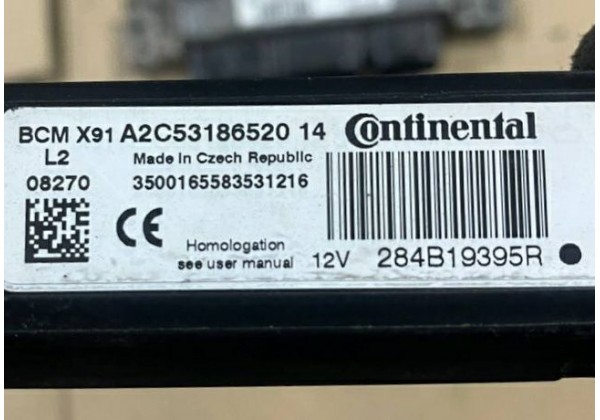 BCM X91 A2C53186520 14 Continental
L2 Made in Czech Republic
08270 3500165583531216
CE
Homologation
see user manual 12V 284B19395R